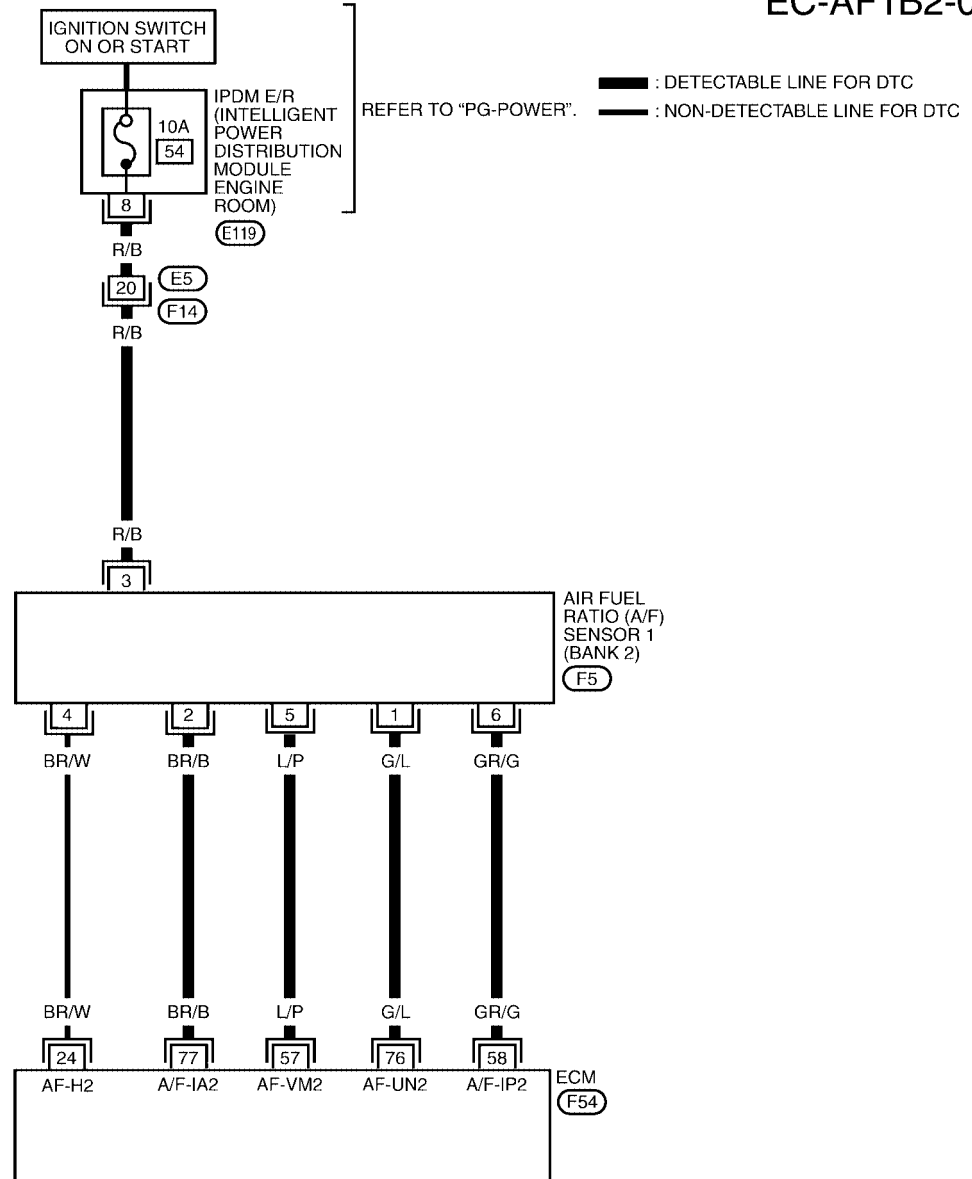 EC-AF1B2-0
IGNITION SWITCH
ON OR START
IPDM E/R
(INTELLIGENT
POWER
DISTRIBUTION
MODULE
ENGINE
ROOM)
10A
54
8
E119
REFER TO “PG-POWER”.
: DETECTABLE LINE FOR DTC
: NON-DETECTABLE LINE FOR DTC
R/B
20
E5
F14
R/B
R/B
3
AIR FUEL
RATIO (A/F)
SENSOR 1
(BANK 2)
F5
4 2 5 1 6
BR/W BR/B L/P G/L GR/G
BR/W BR/B L/P G/L GR/G
24 77 57 76 58
AF-H2 A/F-IA2 AF-VM2 AF-UN2 A/F-IP2
ECM
F54